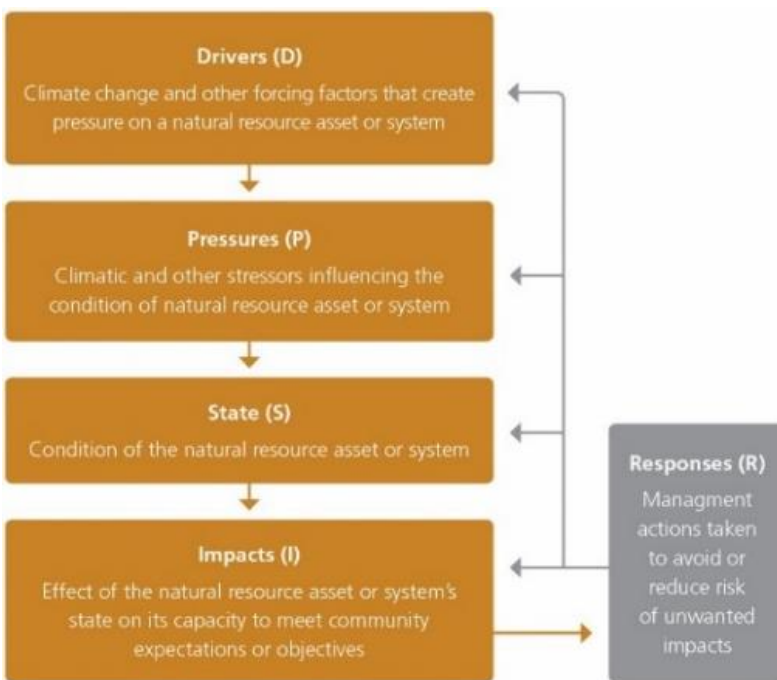 Drivers (D)
Climate change and other forcing factors that create
pressure on a natural resource asset or system
Pressures (P)
Climatic and other stressors influencing the
condition of natural resource asset or system
State (S)
Condition of the natural resource asset or system
Impacts (I)
Effect of the natural resource asset or system's
state on its capacity to meet community
expectations or objectives
Responses (R)
Managment
actions taken
to avoid or
reduce risk
of unwanted
impacts